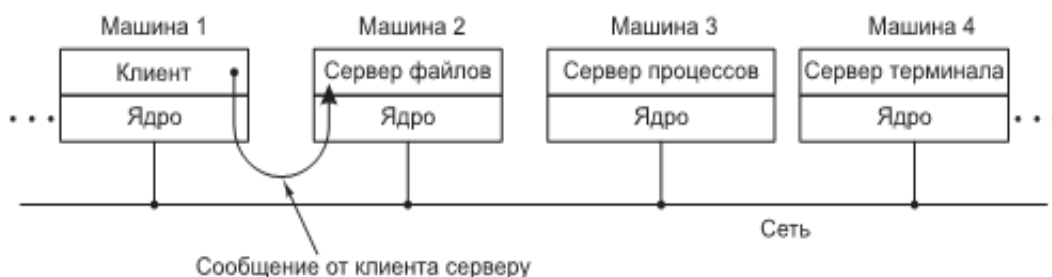 Машина 1
Машина 2
Машина 3
Машина 4
Клиент
Сервер файлов
Сервер процессов
Сервер терминала
Ядро
Ядро
Ядро
Ядро
Сеть
Сообщение от клиента серверу